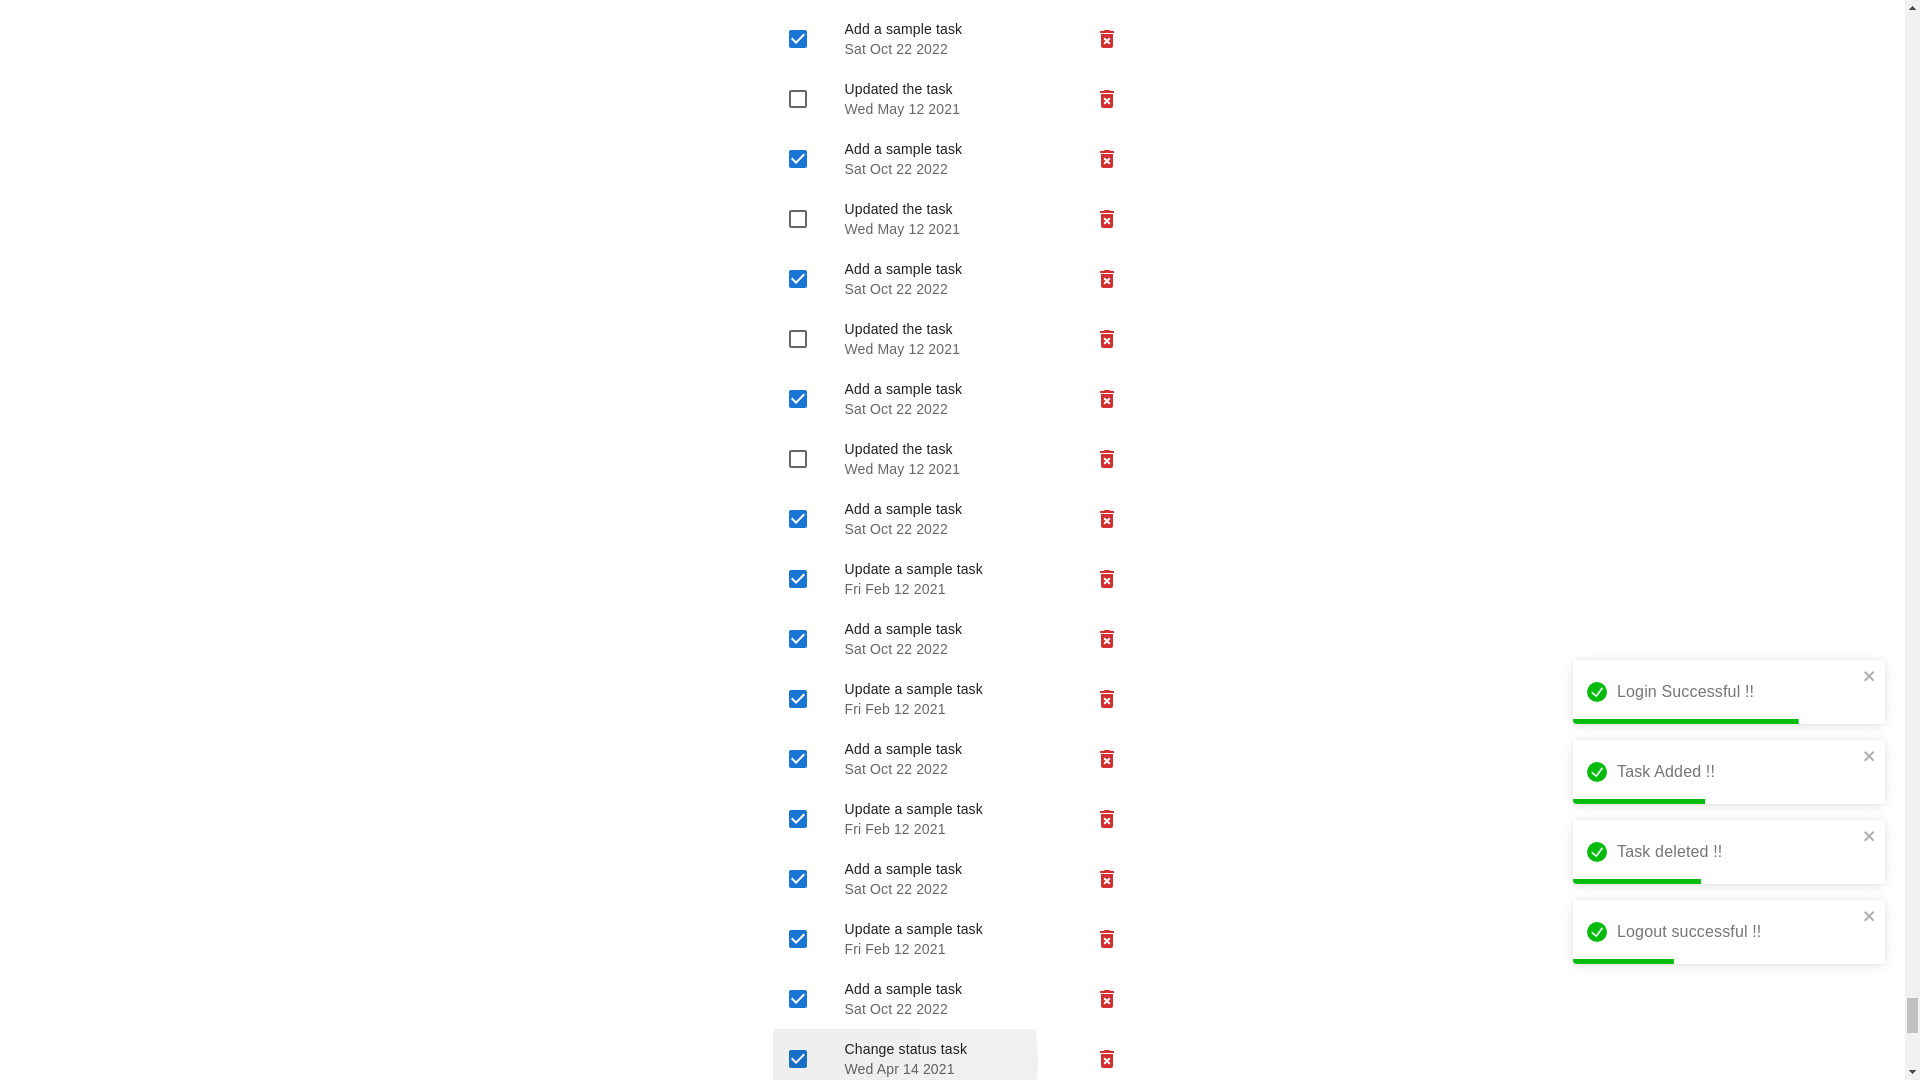 Add a sample task
Sat Oct 22 2022
Updated the task
Wed May 12 2021
Add a sample task
Sat Oct 22 2022
Updated the task
Wed May 12 2021
Add a sample task
Sat Oct 22 2022
Updated the task
Wed May 12 2021
Add a sample task
Sat Oct 22 2022
Updated the task
Wed May 12 2021
Add a sample task
Sat Oct 22 2022
Update a sample task
Fri Feb 12 2021
Add a sample task
Sat Oct 22 2022
Update a sample task
Fri Feb 12 2021
Add a sample task
Sat Oct 22 2022
Update a sample task
Fri Feb 12 2021
Add a sample task
Sat Oct 22 2022
Update a sample task
Fri Feb 12 2021
Add a sample task
Sat Oct 22 2022
Change status task
Wed Apr 14 2021
Login Successful !!
Task Added !!
Task deleted !!
Logout successful !!